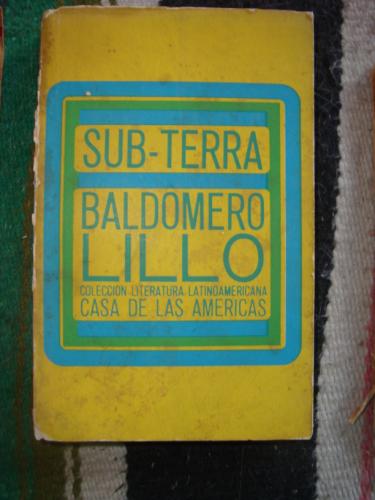 SUB-TERRA
BALDOMERO
LILLO
COLECCION LITERATURA LATINOAMERICANA
CASA DE LAS AMERICAS